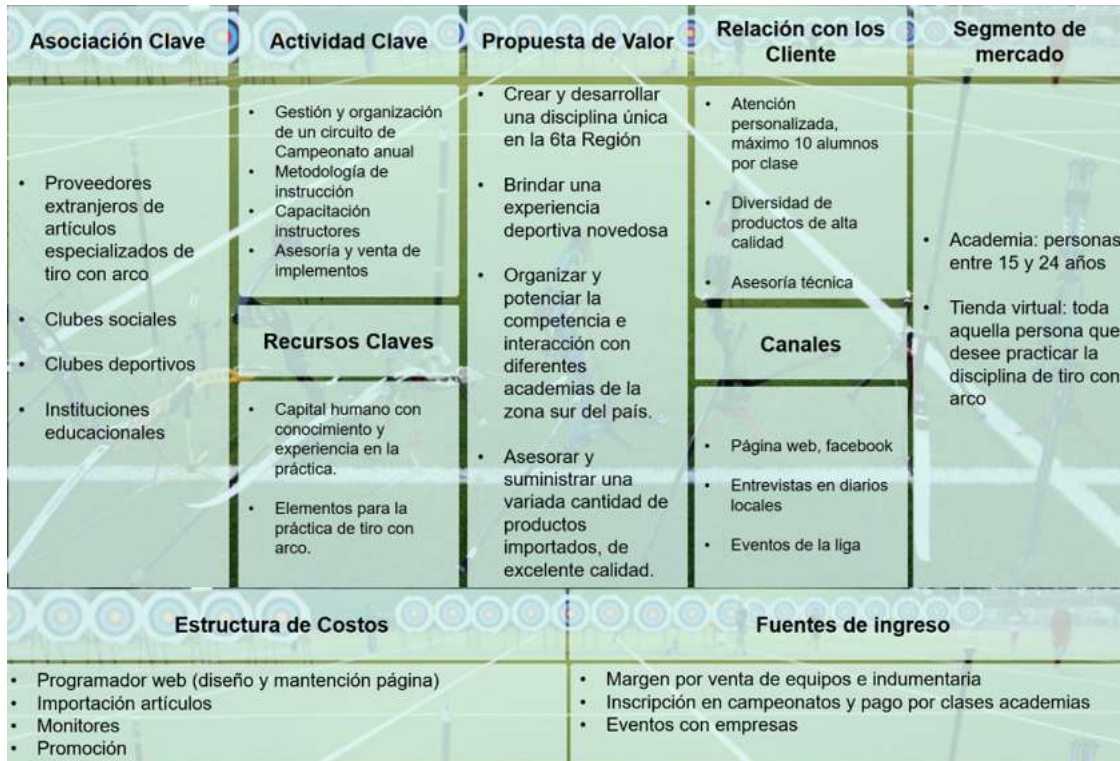 Asociación Clave
• Proveedores
extranjeros de
artículos
especializados de
tiro con arco
• Clubes sociales
• Clubes deportivos
• Instituciones
educacionales
Actividad Clave
• Gestión y organización
de un circuito de
Campeonato anual
• Metodología de
instrucción
• Capacitación
instructores
• Asesoría y venta de
implementos
Recursos Claves
• Capital humano con
conocimiento y
experiencia en la
práctica.
• Elementos para la
práctica de tiro con
arco.
Propuesta de Valor
• Crear y desarrollar
una disciplina única
en la 6ta Región
• Brindar una
experiencia
deportiva novedosa
• Organizar y
potenciar la
competencia e
interacción con
diferentes
academias de la
zona sur del país.
• Asesorar y
suministrar una
variada cantidad de
productos
importados, de
excelente calidad.
Relación con los
Cliente
• Atención
personalizada,
máximo 10 alumnos
por clase
• Diversidad de
productos de alta
calidad
• Asesoría técnica
Canales
• Página web, facebook
• Entrevistas en diarios
locales
• Eventos de la liga
Segmento de
mercado
• Academia: personas
entre 15 y 24 años
• Tienda virtual: toda
aquella persona que
desee practicar la
disciplina de tiro con
arco
Estructura de Costos
• Programador web (diseño y mantención página)
• Importación artículos
• Monitores
• Promoción
Fuentes de ingreso
• Margen por venta de equipos e indumentaria
• Inscripción en campeonatos y pago por clases academias
• Eventos con empresas